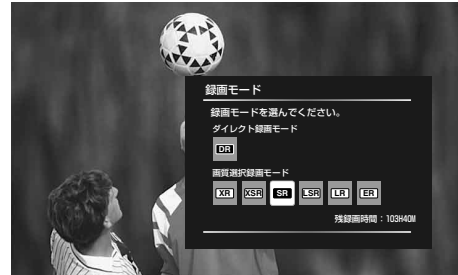 録画モード
録画モードを選んでください。
ダイレクト録画モード
DR
画質選択録画モード
XR XSR SR LSR LR ER
残録画時間：103H40M